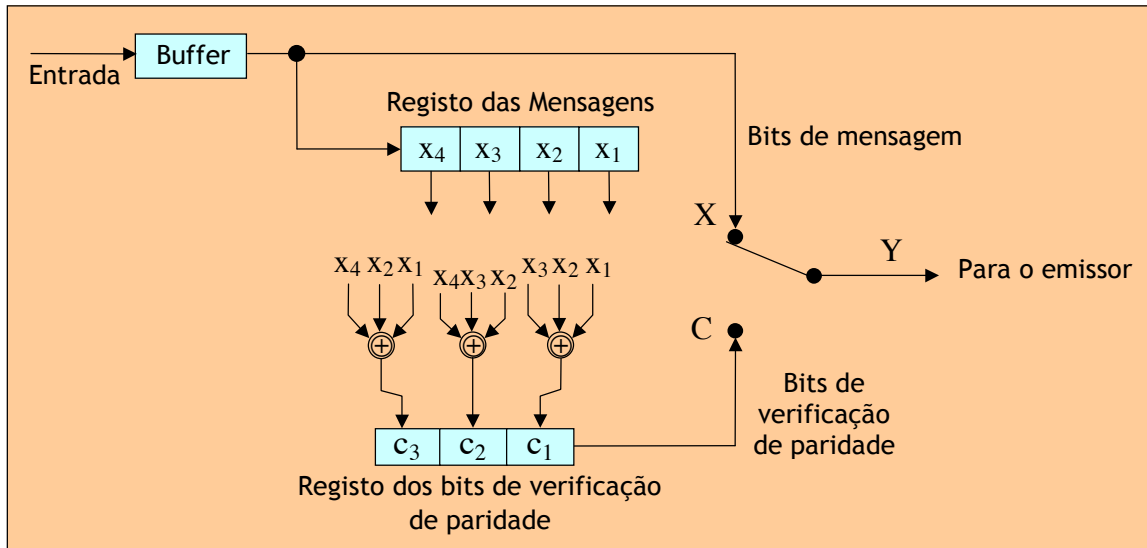 Buffer
Entrada
Registo das Mensagens
x4 x3 x2 x1
Bits de mensagem
X
Y
Para o emissor
x4 x2 x1
x4 x3 x2
x3 x2 x1
C
Bits de
verificação
de paridade
c3 c2 c1
Registo dos bits de verificação
de paridade